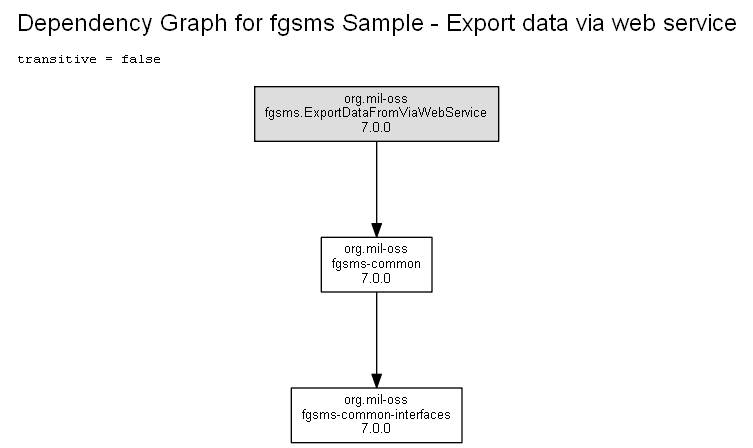 Dependency Graph for fgsms Sample - Export data via web service
transitive = false
org.mil-oss
fgsms.ExportDataFromViaWebService
7.0.0
org.mil-oss
fgsms-common
7.0.0
org.mil-oss
fgsms-common-interfaces
7.0.0